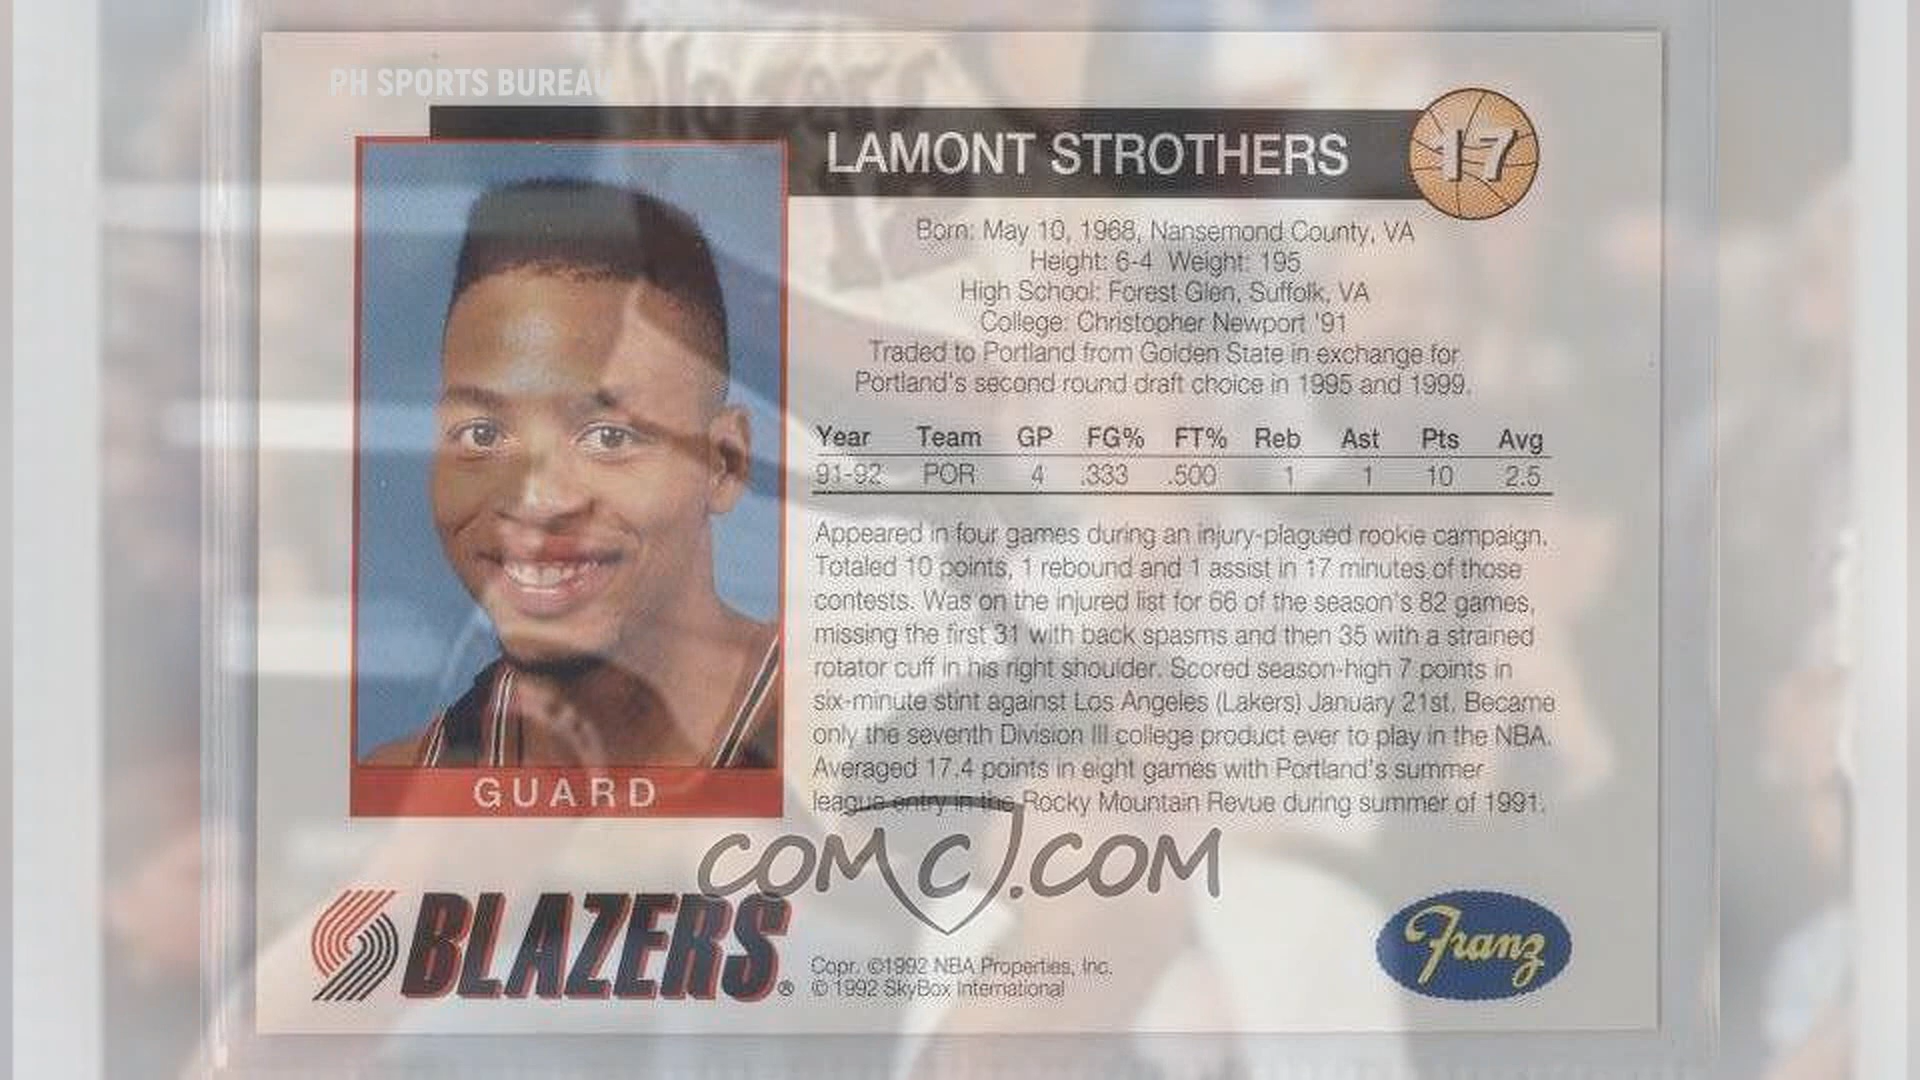 PH SPORTS BUREAU
LAMONT STROTHERS
17
Born: May 10, 1968, Nansemond County, VA
Height: 6-4 Weight: 195
High School: Forest Glen, Suffolk, VA
College: Christopher Newport '91
Traded to Portland from Golden State in exchange for
Portland's second round draft choice in 1995 and 1999.
Year Team GP FG% FT% Reb Ast Pts Avg
91-92 POR 4 .333 .500 1 1 10 2.5
Appeared in four games during an injury-plagued rookie campaign.
Totaled 10 points, 1 rebound and 1 assist in 17 minutes of those
contests. Was on the injured list for 66 of the season's 82 games,
missing the first 31 with back spasms and then 35 with a strained
rotator cuff in his right shoulder. Scored season-high 7 points in
six-minute stint against Los Angeles (Lakers) January 21st. Became
only the seventh Division III college product ever to play in the NBA.
Averaged 17.4 points in eight games with Portland's summer
league entry in the Rocky Mountain Revue during summer of 1991.
GUARD
COMC.COM
BLAZERS®
Franz
Copr. ©1992 NBA Properties, Inc.
© 1992 SkyBox International